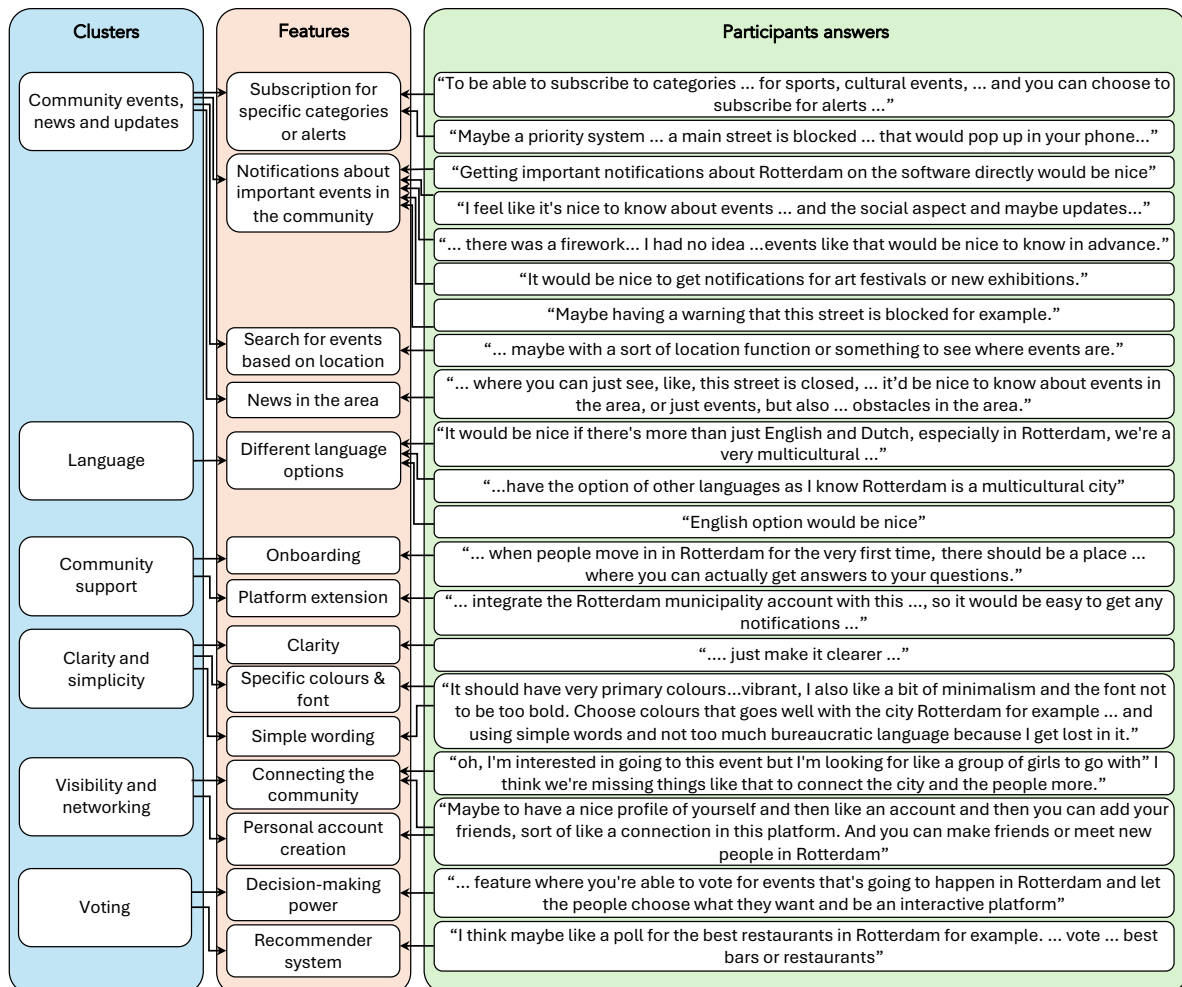 Clusters
Features
Participants answers
Community events,
news and updates
Language
Community
support
Clarity and
simplicity
Visibility and
networking
Voting
Subscription for
specific categories
or alerts
Notifications about
important events in
the community
Search for events
based on location
News in the area
Different language
options
Onboarding
Platform extension
Clarity
Specific colours &
font
Simple wording
Connecting the
community
Personal account
creation
Decision-making
power
Recommender
system
“To be able to subscribe to categories ... for sports, cultural events, ... and you can choose to
subscribe for alerts ...”
“Maybe a priority system ... a main street is blocked ... that would pop up in your phone...”
“Getting important notifications about Rotterdam on the software directly would be nice”
“I feel like it's nice to know about events ... and the social aspect and maybe updates...”
“... there was a firework... I had no idea ...events like that would be nice to know in advance.”
“It would be nice to get notifications for art festivals or new exhibitions.”
“Maybe having a warning that this street is blocked for example.”
“... maybe with a sort of location function or something to see where events are.”
“... where you can just see, like, this street is closed, ... it’d be nice to know about events in
the area, or just events, but also ... obstacles in the area.”
“It would be nice if there's more than just English and Dutch, especially in Rotterdam, we're a
very multicultural ...”
“...have the option of other languages as I know Rotterdam is a multicultural city”
“English option would be nice”
“... when people move in in Rotterdam for the very first time, there should be a place ...
where you can actually get answers to your questions.”
“... integrate the Rotterdam municipality account with this ..., so it would be easy to get any
notifications ...”
“.... just make it clearer ...”
“It should have very primary colours...vibrant, I also like a bit of minimalism and the font not
to be too bold. Choose colours that goes well with the city Rotterdam for example ... and
using simple words and not too much bureaucratic language because I get lost in it.”
“oh, I'm interested in going to this event but I'm looking for like a group of girls to go with” I
think we're missing things like that to connect the city and the people more.”
“Maybe to have a nice profile of yourself and then like an account and then you can add your
friends, sort of like a connection in this platform. And you can make friends or meet new
people in Rotterdam”
“... feature where you're able to vote for events that's going to happen in Rotterdam and let
the people choose what they want and be an interactive platform”
“I think maybe like a poll for the best restaurants in Rotterdam for example. ... vote ... best
bars or restaurants”